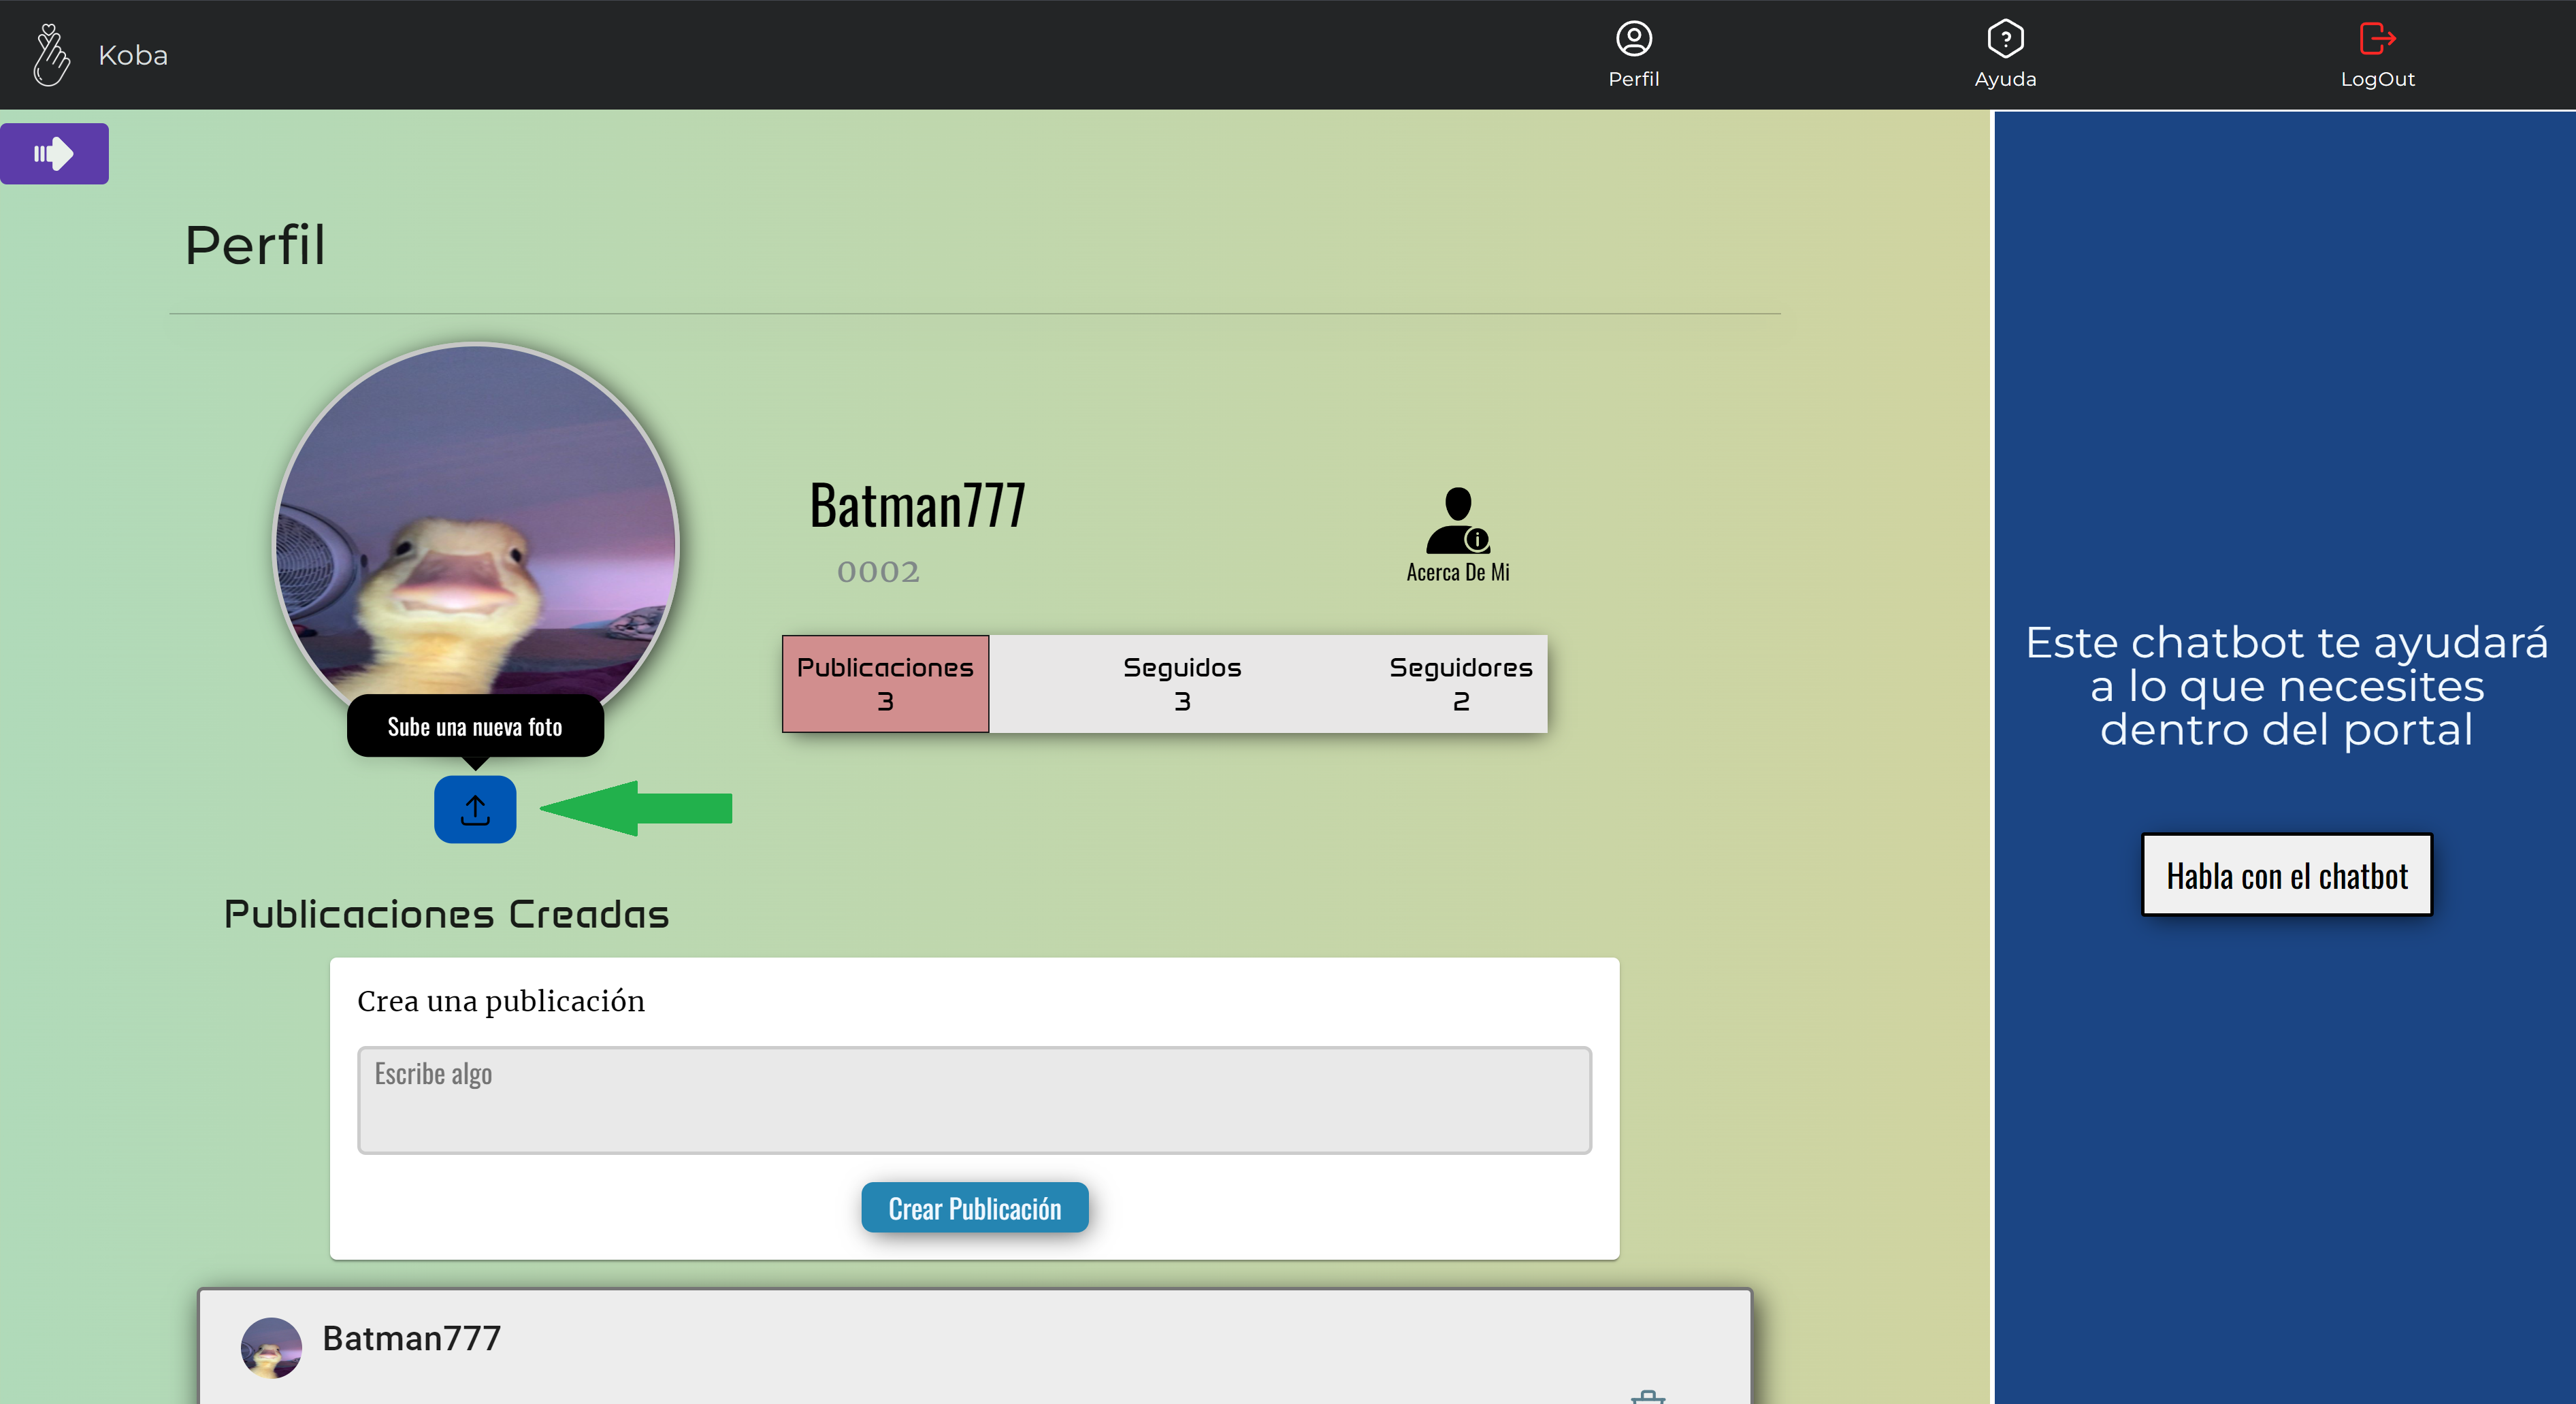 Koba
Perfil
Ayuda
LogOut
Perfil
Batman777
0002
Acerca De Mi
Publicaciones
3
Seguidos
3
Seguidores
2
Sube una nueva foto
Este chatbot te ayudará
a lo que necesites
dentro del portal
Habla con el chatbot
Publicaciones Creadas
Crea una publicación
Escribe algo
Crear Publicación
Batman777